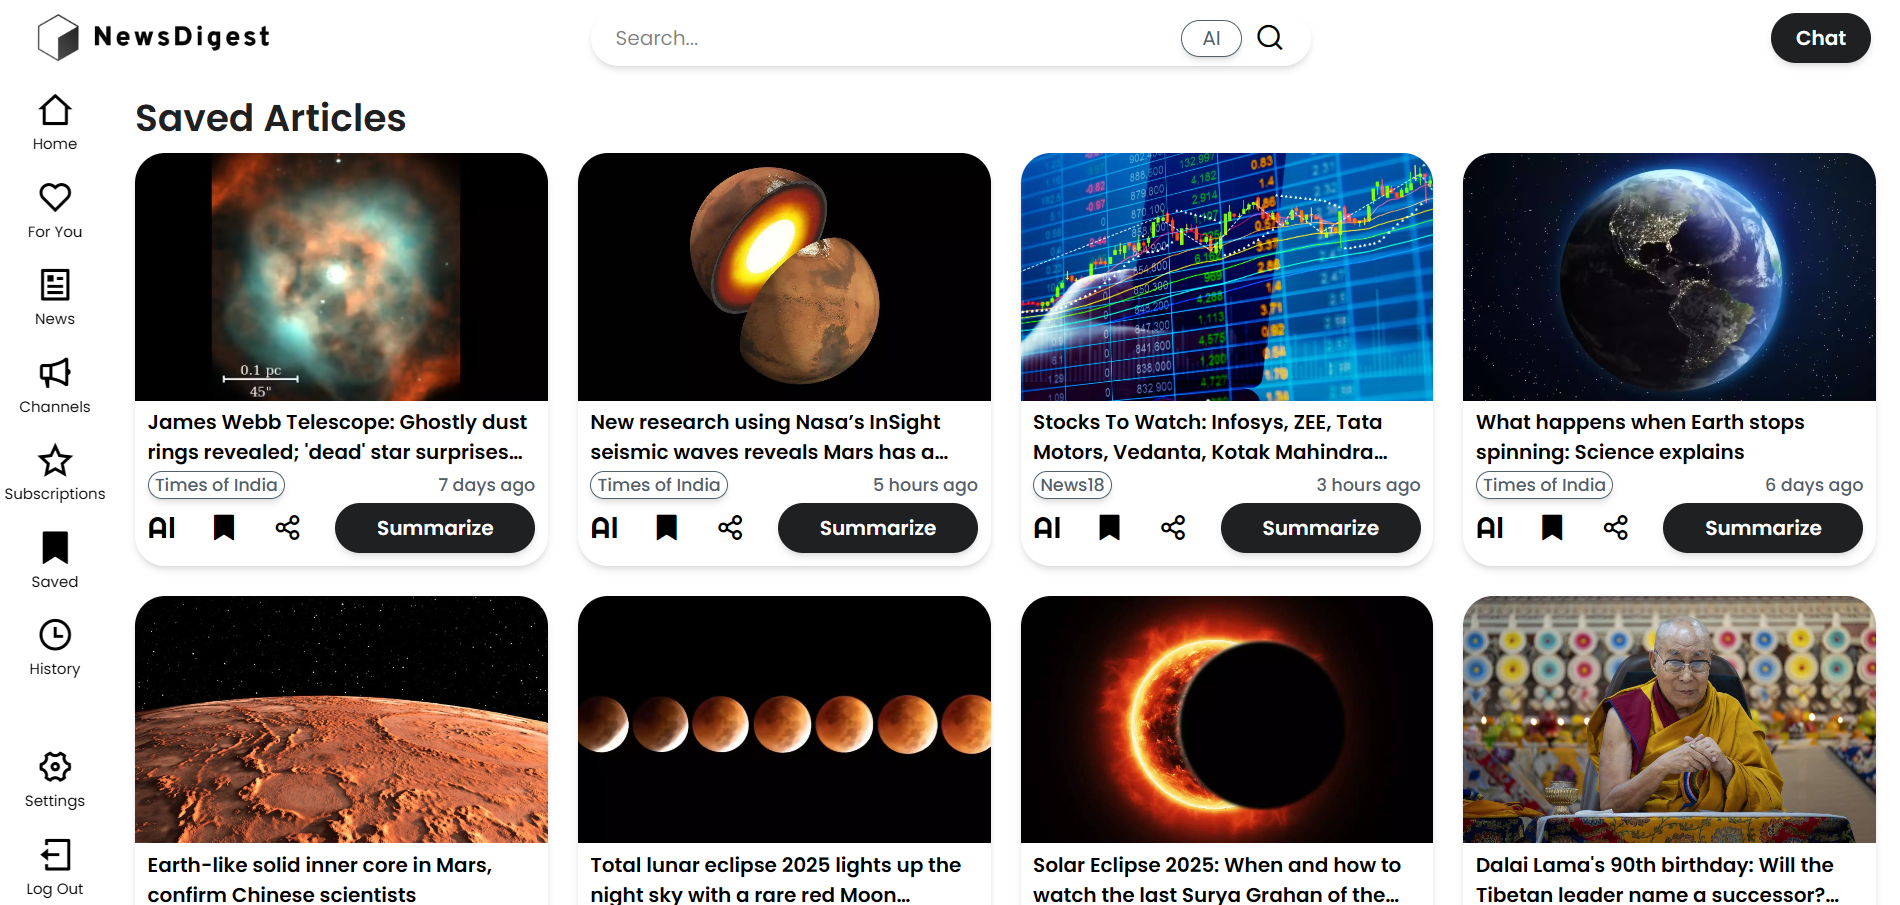 NewsDigest
Search...
AI
Chat
Home
For You
News
Channels
Subscriptions
Saved
History
Settings
Log Out
Saved Articles
0.1 pc
45"
James Webb Telescope: Ghostly dust
rings revealed; 'dead' star surprises...
Times of India
7 days ago
AI
Summarize
New research using Nasa’s InSight
seismic waves reveals Mars has a...
Times of India
5 hours ago
AI
Summarize
Stocks To Watch: Infosys, ZEE, Tata
Motors, Vedanta, Kotak Mahindra...
News18
3 hours ago
AI
Summarize
What happens when Earth stops
spinning: Science explains
Times of India
6 days ago
AI
Summarize
Earth-like solid inner core in Mars,
confirm Chinese scientists
Total lunar eclipse 2025 lights up the
night sky with a rare red Moon...
Solar Eclipse 2025: When and how to
watch the last Surya Grahan of the...
Dalai Lama's 90th birthday: Will the
Tibetan leader name a successor?...